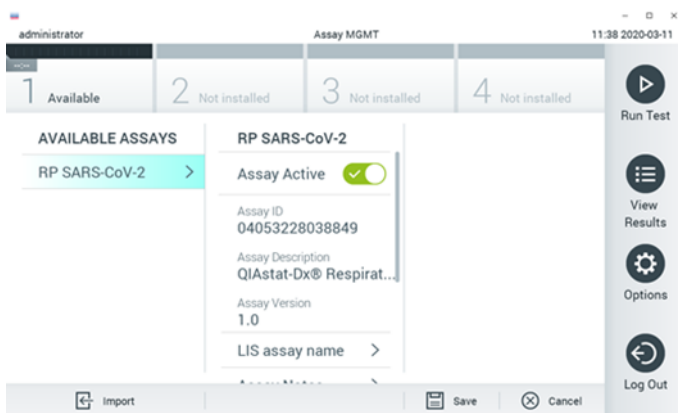 administrator
Assay MGMT
11:38 2020-03-11
1 Available
2 Not installed
3 Not installed
4 Not installed
Run Test
AVAILABLE ASSAYS
RP SARS-CoV-2
RP SARS-CoV-2
Assay Active
Assay ID
04053228038849
Assay Description
QIAstat-Dx® Respirat...
Assay Version
1.0
LIS assay name
View
Results
Options
Log Out
Import
Save
Cancel